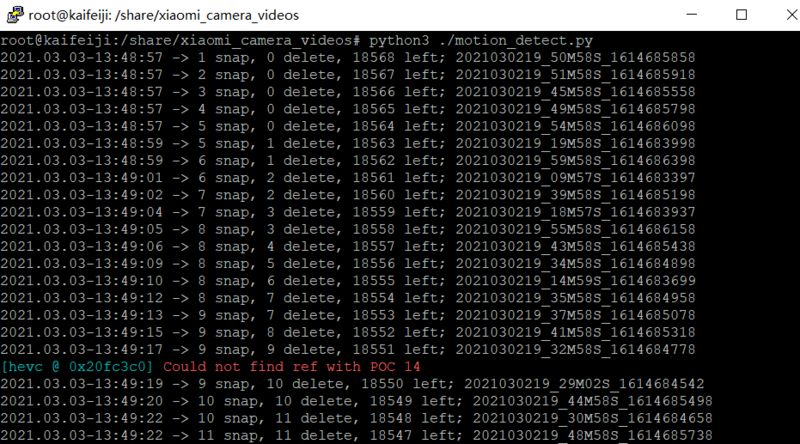 root@kaifeiji: /share/xiaomi_camera_videos
root@kaifeiji:/share/xiaomi_camera_videos# python3 ./motion_detect.py
2021.03.03-13:48:57 -> 1 snap, 0 delete, 18568 left; 2021030219_50M58S_1614685858
2021.03.03-13:48:57 -> 2 snap, 0 delete, 18567 left; 2021030219_51M58S_1614685918
2021.03.03-13:48:57 -> 3 snap, 0 delete, 18566 left; 2021030219_45M58S_1614685558
2021.03.03-13:48:57 -> 4 snap, 0 delete, 18565 left; 2021030219_49M58S_1614685798
2021.03.03-13:48:57 -> 5 snap, 0 delete, 18564 left; 2021030219_54M58S_1614686098
2021.03.03-13:48:59 -> 5 snap, 1 delete, 18563 left; 2021030219_19M58S_1614683998
2021.03.03-13:48:59 -> 6 snap, 1 delete, 18562 left; 2021030219_59M58S_1614686398
2021.03.03-13:49:01 -> 6 snap, 2 delete, 18561 left; 2021030219_09M57S_1614683397
2021.03.03-13:49:02 -> 7 snap, 2 delete, 18560 left; 2021030219_39M58S_1614685198
2021.03.03-13:49:04 -> 7 snap, 3 delete, 18559 left; 2021030219_18M57S_1614683937
2021.03.03-13:49:05 -> 8 snap, 3 delete, 18558 left; 2021030219_55M58S_1614686158
2021.03.03-13:49:06 -> 8 snap, 4 delete, 18557 left; 2021030219_43M58S_1614685438
2021.03.03-13:49:09 -> 8 snap, 5 delete, 18556 left; 2021030219_34M58S_1614684898
2021.03.03-13:49:10 -> 8 snap, 6 delete, 18555 left; 2021030219_14M59S_1614683699
2021.03.03-13:49:12 -> 8 snap, 7 delete, 18554 left; 2021030219_35M58S_1614684958
2021.03.03-13:49:13 -> 9 snap, 7 delete, 18553 left; 2021030219_37M58S_1614685078
2021.03.03-13:49:15 -> 9 snap, 8 delete, 18552 left; 2021030219_41M58S_1614685318
2021.03.03-13:49:17 -> 9 snap, 9 delete, 18551 left; 2021030219_32M58S_1614684778
[hevc @ 0x20fc3c0] Could not find ref with POC 14
2021.03.03-13:49:19 -> 9 snap, 10 delete, 18550 left; 2021030219_29M02S_1614684542
2021.03.03-13:49:20 -> 10 snap, 10 delete, 18549 left; 2021030219_44M58S_1614685498
2021.03.03-13:49:22 -> 10 snap, 11 delete, 18548 left; 2021030219_30M58S_1614684658
2021.03.03-13:49:22 -> 11 snap, 11 delete, 18547 left; 2021030219_48M58S_1614685738